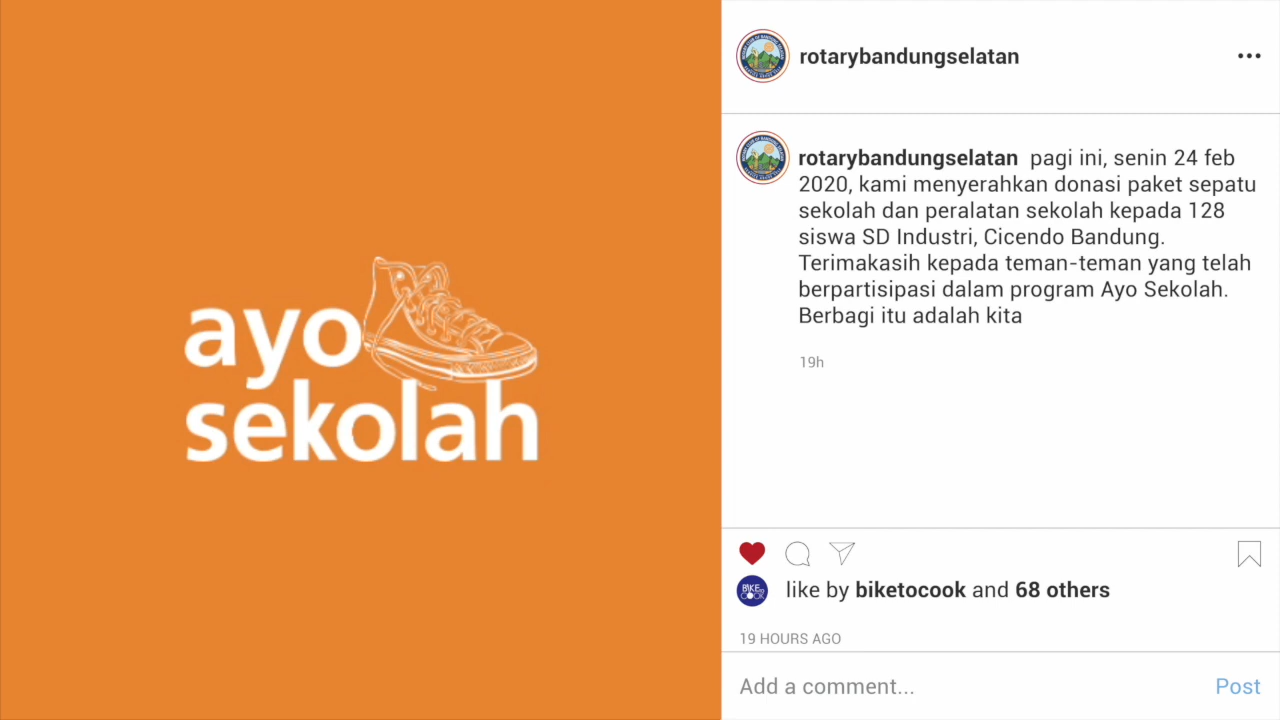 ayo
sekolah
rotarybandungselatan
rotarybandungselatan pagi ini, senin 24 feb
2020, kami menyerahkan donasi paket sepatu
sekolah dan peralatan sekolah kepada 128
siswa SD Industri, Cicendo Bandung.
Terimakasih kepada teman-teman yang telah
berpartisipasi dalam program Ayo Sekolah.
Berbagi itu adalah kita
19h
BIKE
COOK
like by biketocook and 68 others
19 HOURS AGO
Add a comment...
Post